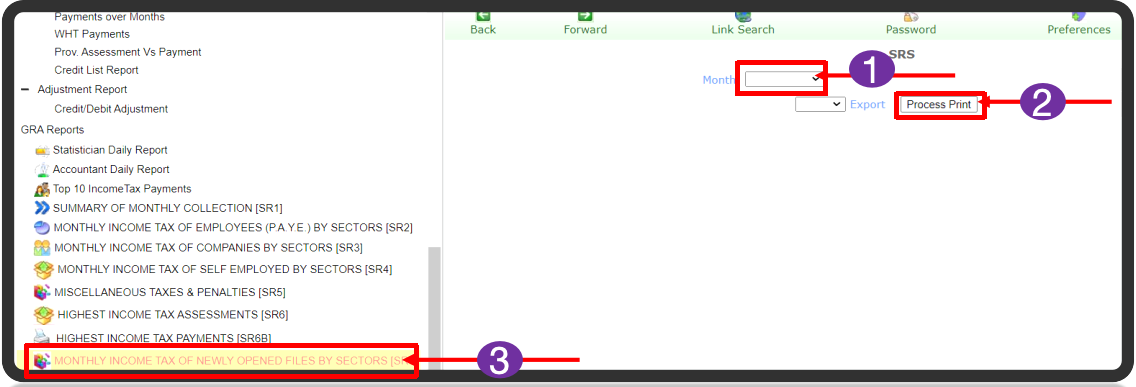 Payments over Months
WHT Payments
Prov. Assessment Vs Payment
Credit List Report
Adjustment Report
Credit/Debit Adjustment
GRA Reports
Statistician Daily Report
Accountant Daily Report
Top 10 IncomeTax Payments
SUMMARY OF MONTHLY COLLECTION [SR1]
MONTHLY INCOME TAX OF EMPLOYEES (P.A.Y.E.) BY SECTORS [SR2]
MONTHLY INCOME TAX OF COMPANIES BY SECTORS [SR3]
MONTHLY INCOME TAX OF SELF EMPLOYED BY SECTORS [SR4]
MISCELLANEOUS TAXES & PENALTIES [SR5]
HIGHEST INCOME TAX ASSESSMENTS [SR6]
HIGHEST INCOME TAX PAYMENTS [SR6B]
MONTHLY INCOME TAX OF NEWLY OPENED FILES BY SECTORS [S
3
Back Forward Link Search Password Preferences
SRS
Month 1
Export Process Print 2